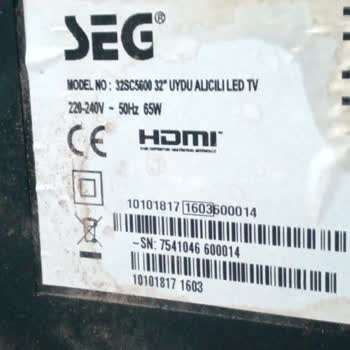 SEG®
MODEL NO : 32SC5600 32" UYDU ALICILI LED TV
220-240V ~ 50Hz 65W
CE HDMI
10101817 1603600014
-SN: 7541046 600014
10101817 1603